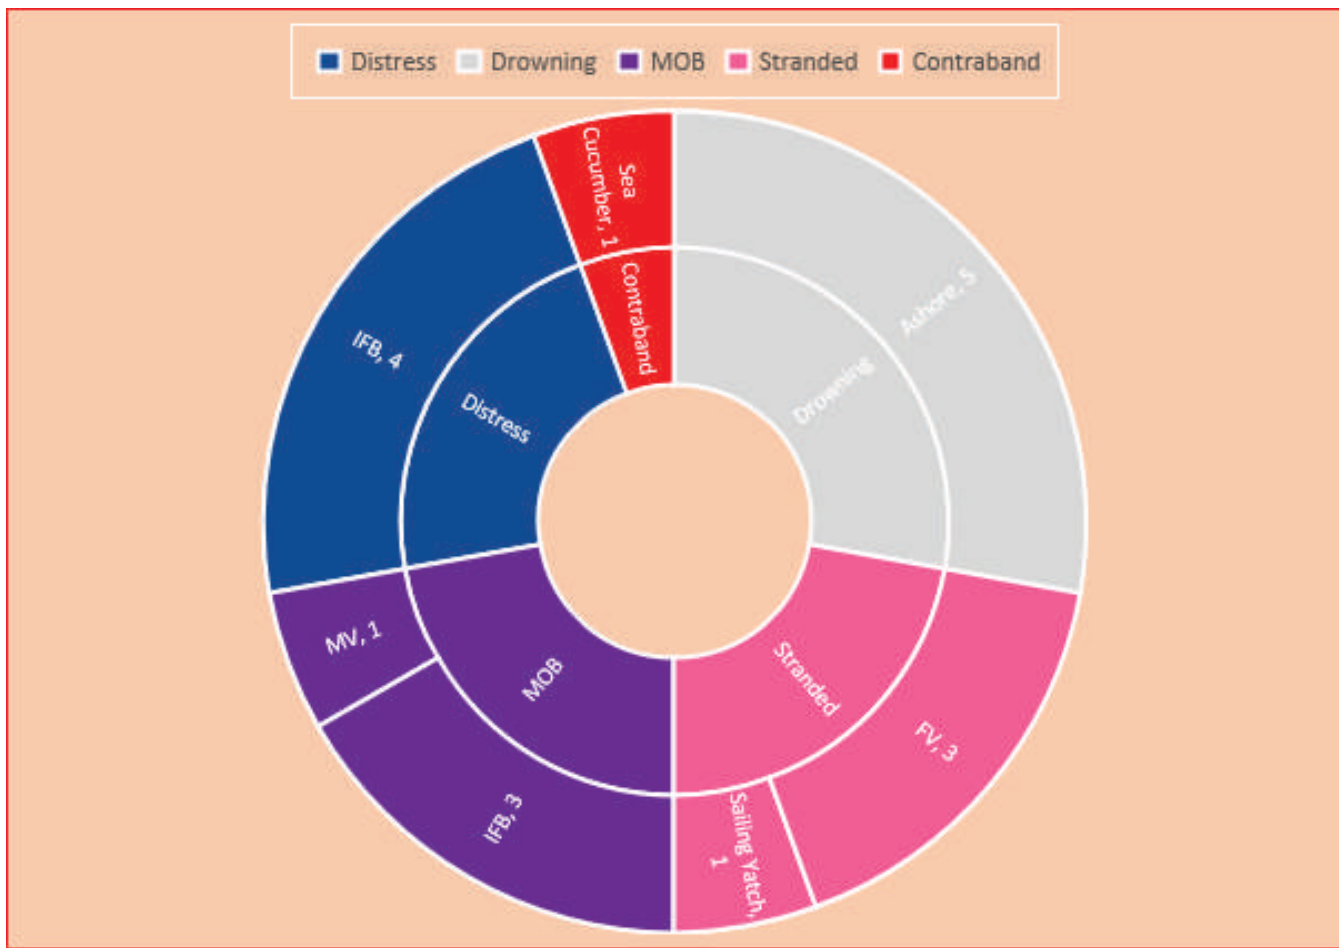 Distress Drowning MOB Stranded Contraband
Sea
Cucumber, 1
Contraband
Ashore, 5
Drowning
IFB, 4
Distress
MV, 1
MOB
IFB, 3
Stranded
FV, 3
Sailing Yatch,
1